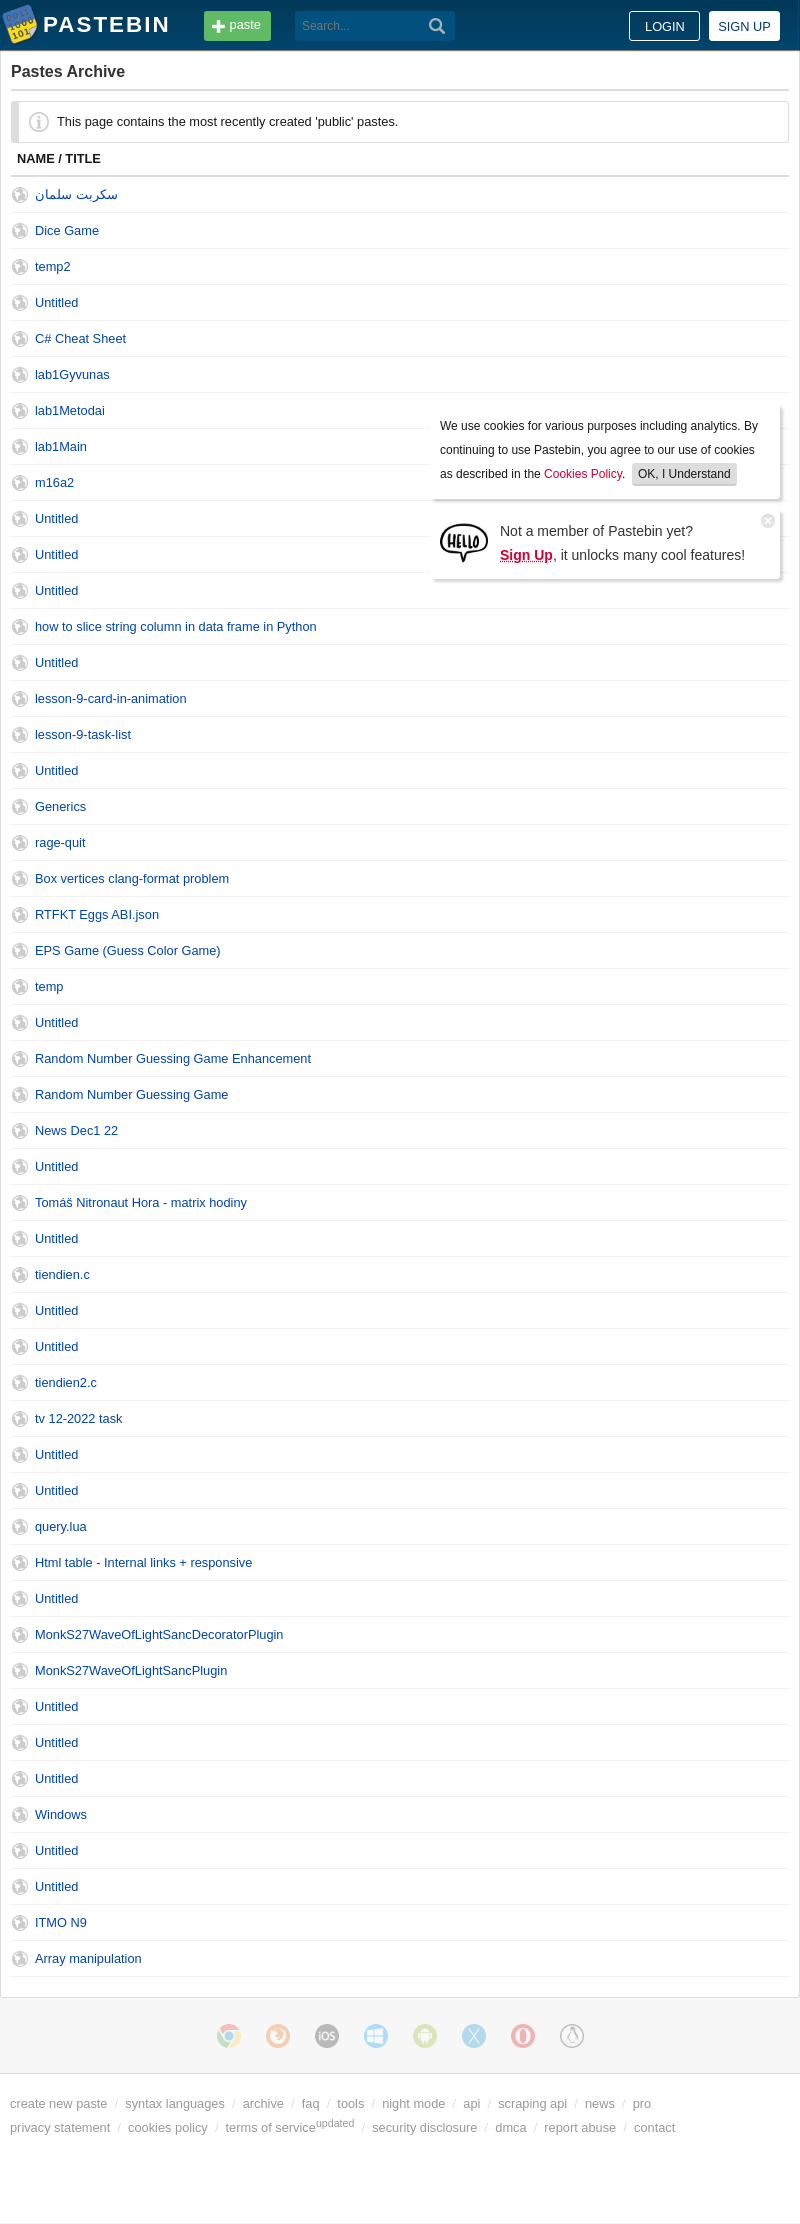 PASTEBIN
paste
Search...
LOGIN
SIGN UP
Pastes Archive
This page contains the most recently created 'public' pastes.
NAME / TITLE
سكربت سلمان
Dice Game
temp2
Untitled
C# Cheat Sheet
lab1Gyvunas
lab1Metodai
lab1Main
m16a2
Untitled
Untitled
Untitled
how to slice string column in data frame in Python
Untitled
lesson-9-card-in-animation
lesson-9-task-list
Untitled
Generics
rage-quit
Box vertices clang-format problem
RTFKT Eggs ABI.json
EPS Game (Guess Color Game)
temp
Untitled
Random Number Guessing Game Enhancement
Random Number Guessing Game
News Dec1 22
Untitled
Tomáš Nitronaut Hora - matrix hodiny
Untitled
tiendien.c
Untitled
Untitled
tiendien2.c
tv 12-2022 task
Untitled
Untitled
query.lua
Html table - Internal links + responsive
Untitled
MonkS27WaveOfLightSancDecoratorPlugin
MonkS27WaveOfLightSancPlugin
Untitled
Untitled
Untitled
Windows
Untitled
Untitled
ITMO N9
Array manipulation
We use cookies for various purposes including analytics. By
continuing to use Pastebin, you agree to our use of cookies
as described in the Cookies Policy. OK, I Understand
HELLO
Not a member of Pastebin yet?
Sign Up, it unlocks many cool features!
iOS
create new paste / syntax languages / archive / faq / tools / night mode / api / scraping api / news / pro
privacy statement / cookies policy / terms of service updated / security disclosure / dmca / report abuse / contact